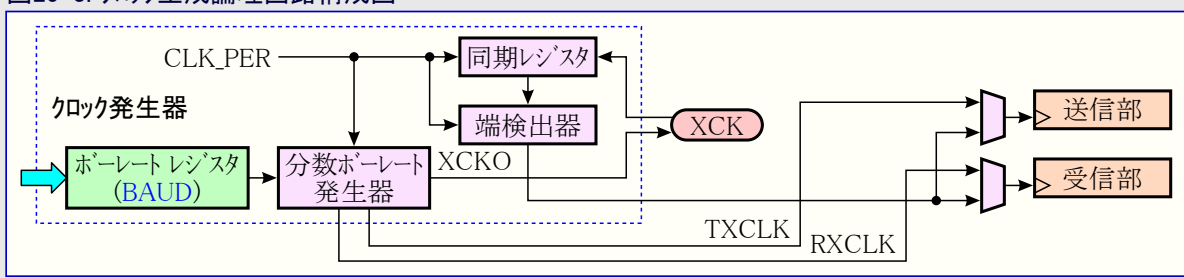 CLK_PER
同期レジスタ
クロック発生器
端検出器
XCK
送信部
ボーレート レジスタ
(BAUD)
分数ボーレート
発生器
XCKO
受信部
TXCLK
RXCLK